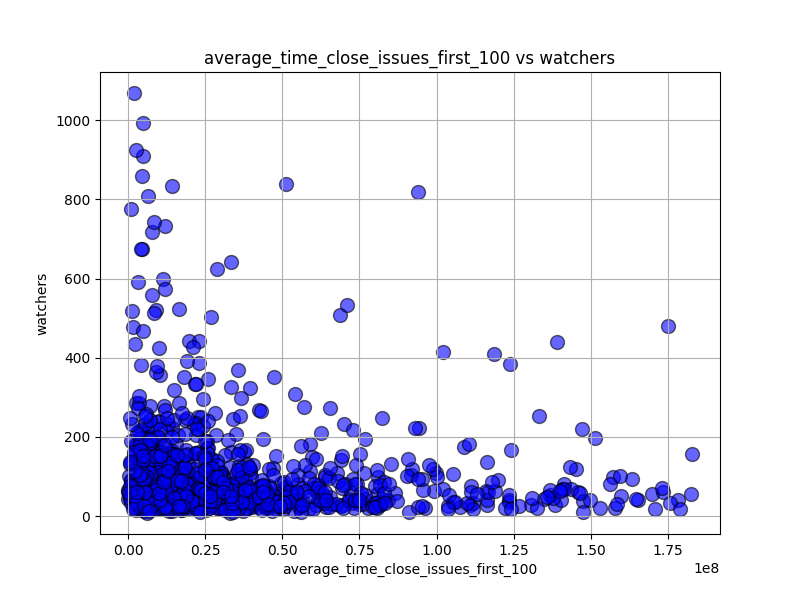 average_time_close_issues_first_100 vs watchers
1000
800
600
400
200
0
watchers
0.00 0.25 0.50 0.75 1.00 1.25 1.50 1.75
1e8
average_time_close_issues_first_100